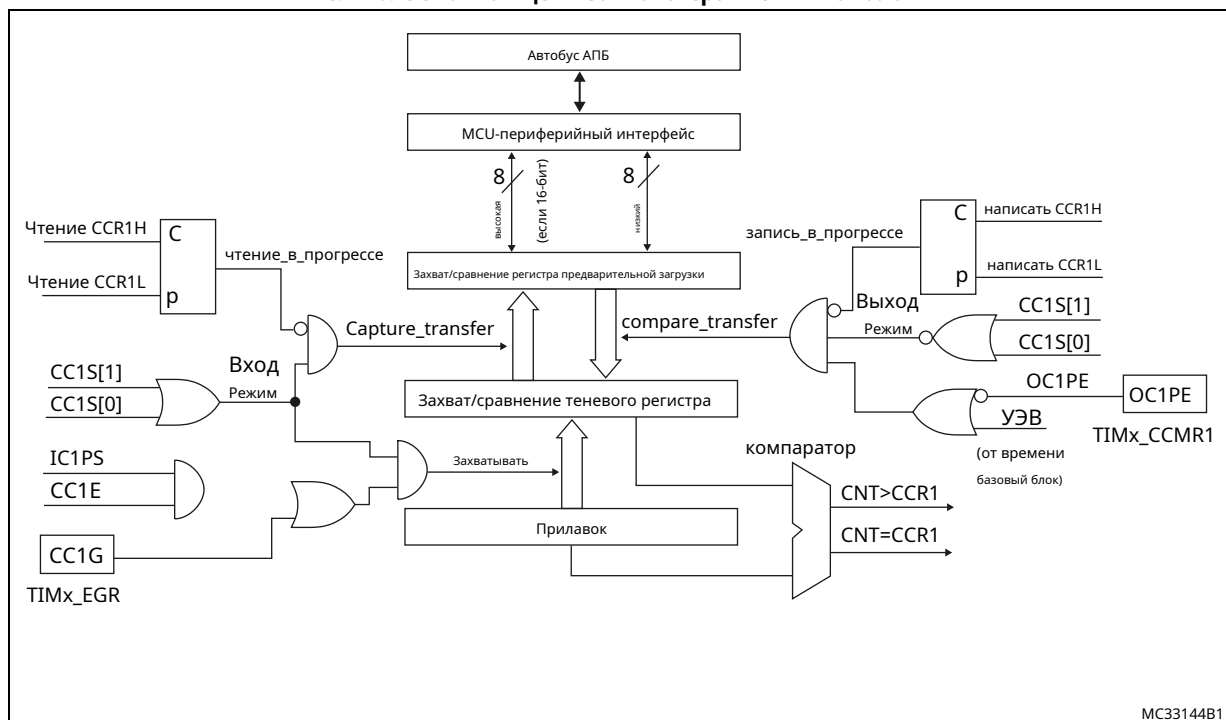 Автобус АПБ
MCU-периферийный интерфейс
8
8
высокая
(если 16-бит)
низкий
Чтение CCR1H
С
чтение_в_прогрессе
Чтение CCR1L
р
запись_в_прогрессе
С
написать CCR1H
написать CCR1L
р
Захват/сравнение регистра предварительной загрузки
Capture_transfer
compare_transfer
Выход
Режим
CC1S[1]
CC1S[0]
Вход
Режим
CC1S[1]
CC1S[0]
Захват/сравнение теневого регистра
OC1PE
OC1PE
УЭВ
TIMx_CCMR1
(от времени
базовый блок)
IC1PS
CC1E
Захватывать
компаратор
CNT>CCR1
CNT=CCR1
Прилавок
CC1G
TIMx_EGR
MC33144B1